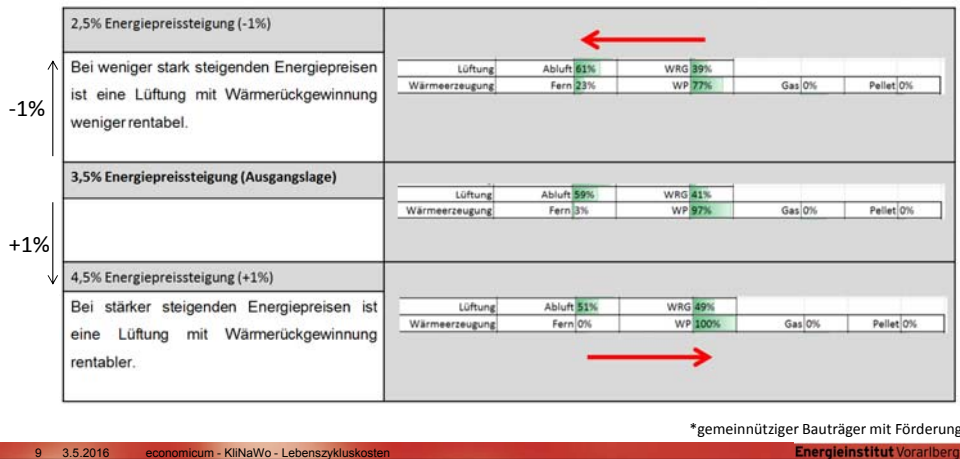 2,5% Energiepreissteigung (-1%)
Bei weniger stark steigenden Energiepreisen
ist eine Lüftung mit Wärmerückgewinnung
weniger rentabel.
Lüftung Abluft 61% WRG 39%
Wärmeerzeugung Fern 23% WP 77% Gas 0% Pellet 0%
-1%
3,5% Energiepreissteigung (Ausgangslage)
Lüftung Abluft 59% WRG 41%
Wärmeerzeugung Fern 3% WP 97% Gas 0% Pellet 0%
+1%
4,5% Energiepreissteigung (+1%)
Bei stärker steigenden Energiepreisen ist
eine Lüftung mit Wärmerückgewinnung
rentabler.
Lüftung Abluft 51% WRG 49%
Wärmeerzeugung Fern 0% WP 100% Gas 0% Pellet 0%
*gemeinnütziger Bauträger mit Förderung
9 3.5.2016 economicum - KliNaWo - Lebenszykluskosten Energieinstitut Vorarlberg